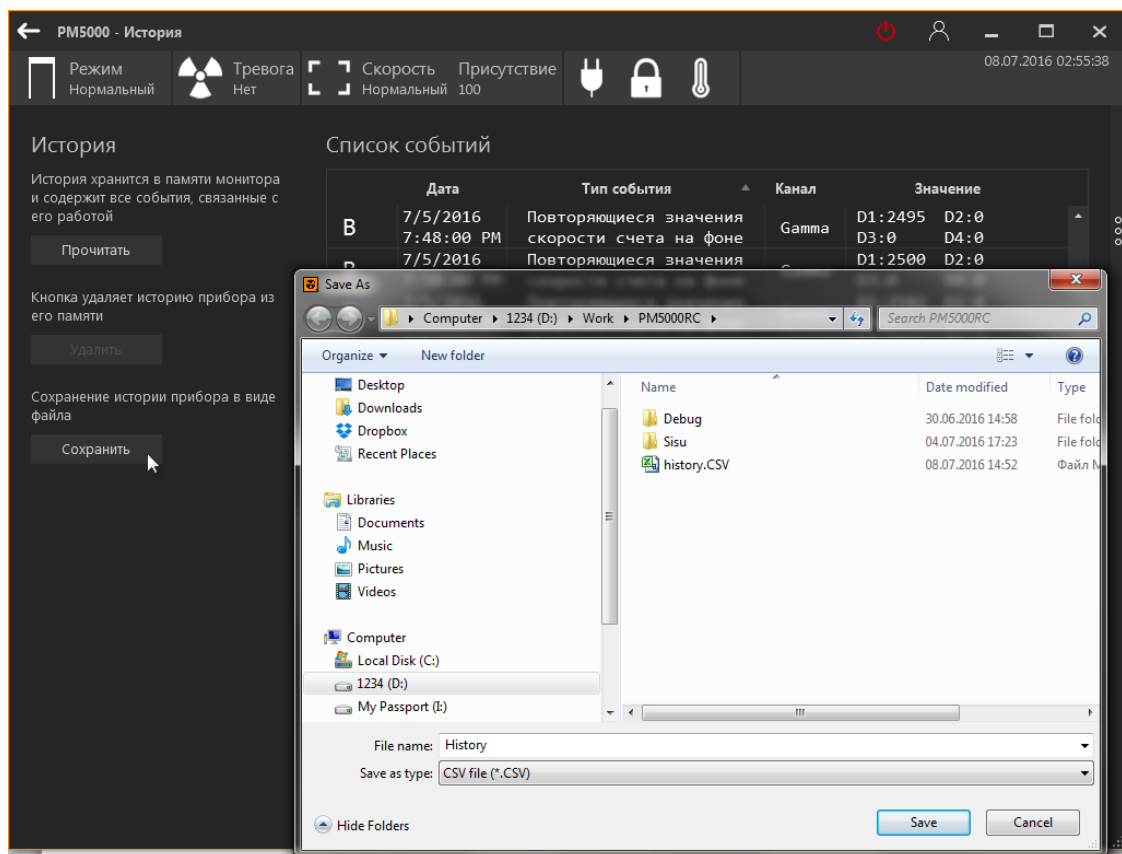 PM5000 - История
Режим
Нормальный
Тревога
Нет
Скорость
Нормальный
Присутствие
100
08.07.2016 02:55:38
История
История хранится в памяти монитора
и содержит все события, связанные с
его работой
Прочитать
Кнопка удаляет историю прибора из
его памяти
Удалить
Сохранение истории прибора в виде
файла
Сохранить
Список событий
Дата Тип события Канал Значение
B 7/5/2016 7:48:00 PM Повторяющиеся значения скорости счета на фоне Gamma D1:2495 D2:0 D3:0 D4:0
7/5/2016 Повторяющиеся значения D1:2500 D2:0
Save As
Computer 1234 (D:) Work PM5000RC
Search PM5000RC
Organize New folder
Desktop
Downloads
Dropbox
Recent Places
Libraries
Documents
Music
Pictures
Videos
Computer
Local Disk (C:)
1234 (D:)
My Passport (I:)
Name Date modified Type
Debug 30.06.2016 14:58 File fold
Sisu 04.07.2016 17:23 File fold
history.CSV 08.07.2016 14:52 Файл M
File name: History
Save as type: CSV file (*.CSV)
Hide Folders
Save Cancel